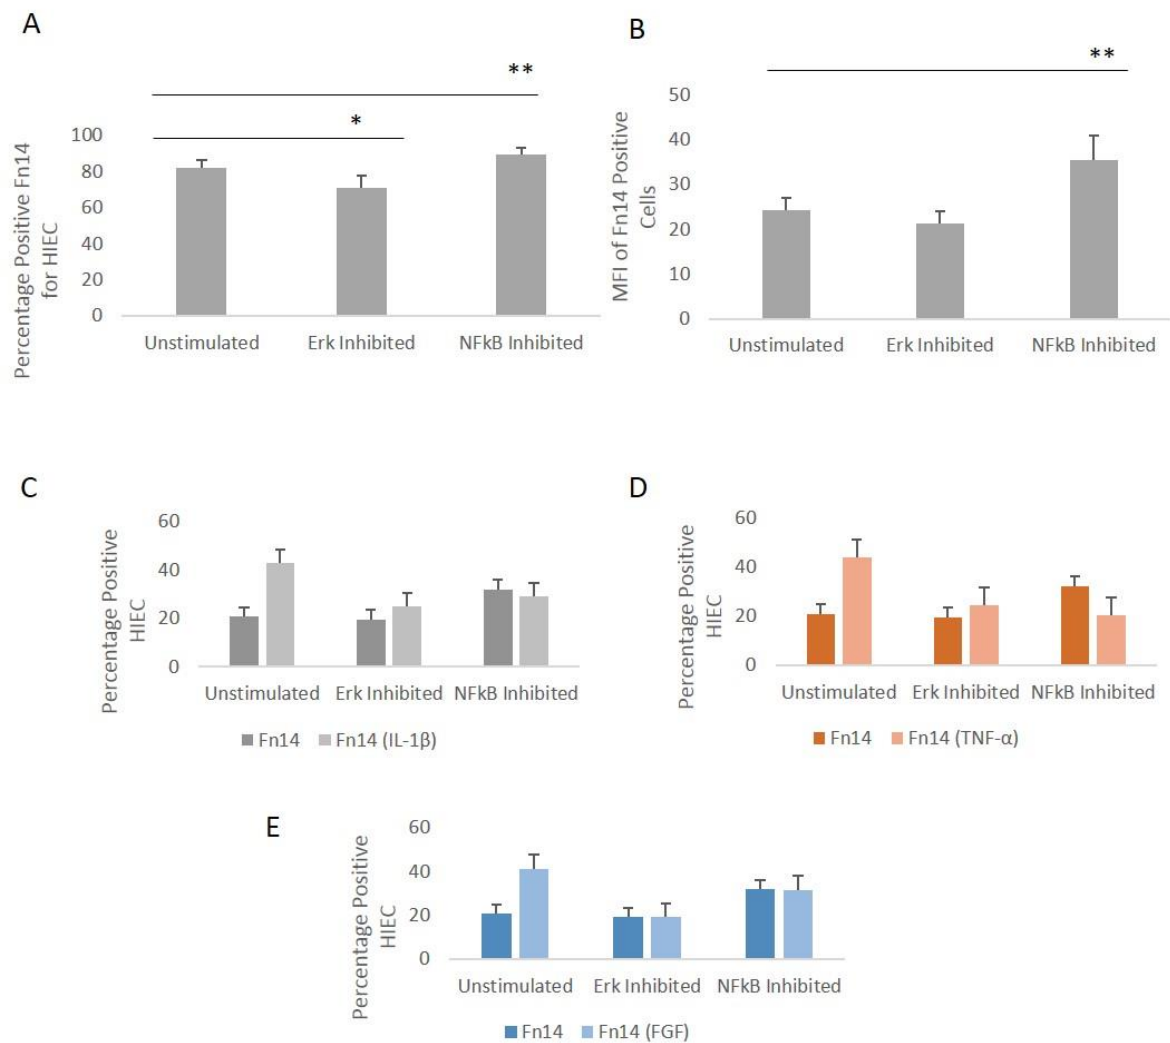 A
**
*
Percentage Positive Fn14
for HIEC
100
80
60
40
20
0
Unstimulated Erk Inhibited NFkB Inhibited
B
**
MFI of Fn14 Positive
Cells
50
40
30
20
10
0
Unstimulated Erk Inhibited NFkB Inhibited
C
Percentage Positive
HIEC
60
40
20
0
Unstimulated Erk Inhibited NFkB Inhibited
Fn14 Fn14 (IL-1β)
D
Percentage Positive
HIEC
60
40
20
0
Unstimulated Erk Inhibited NFkB Inhibited
Fn14 Fn14 (TNF-α)
E
Percentage Positive
HIEC
60
40
20
0
Unstimulated Erk Inhibited NFkB Inhibited
Fn14 Fn14 (FGF)